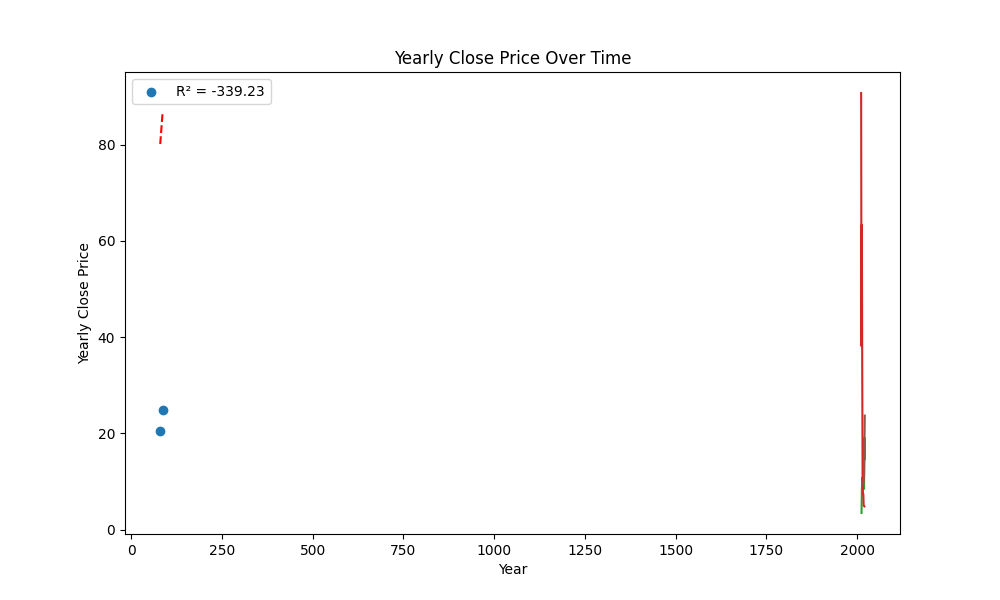 Yearly Close Price Over Time
R² = -339.23
Yearly Close Price
80
60
40
20
0
0 250 500 750 1000 1250 1500 1750 2000
Year